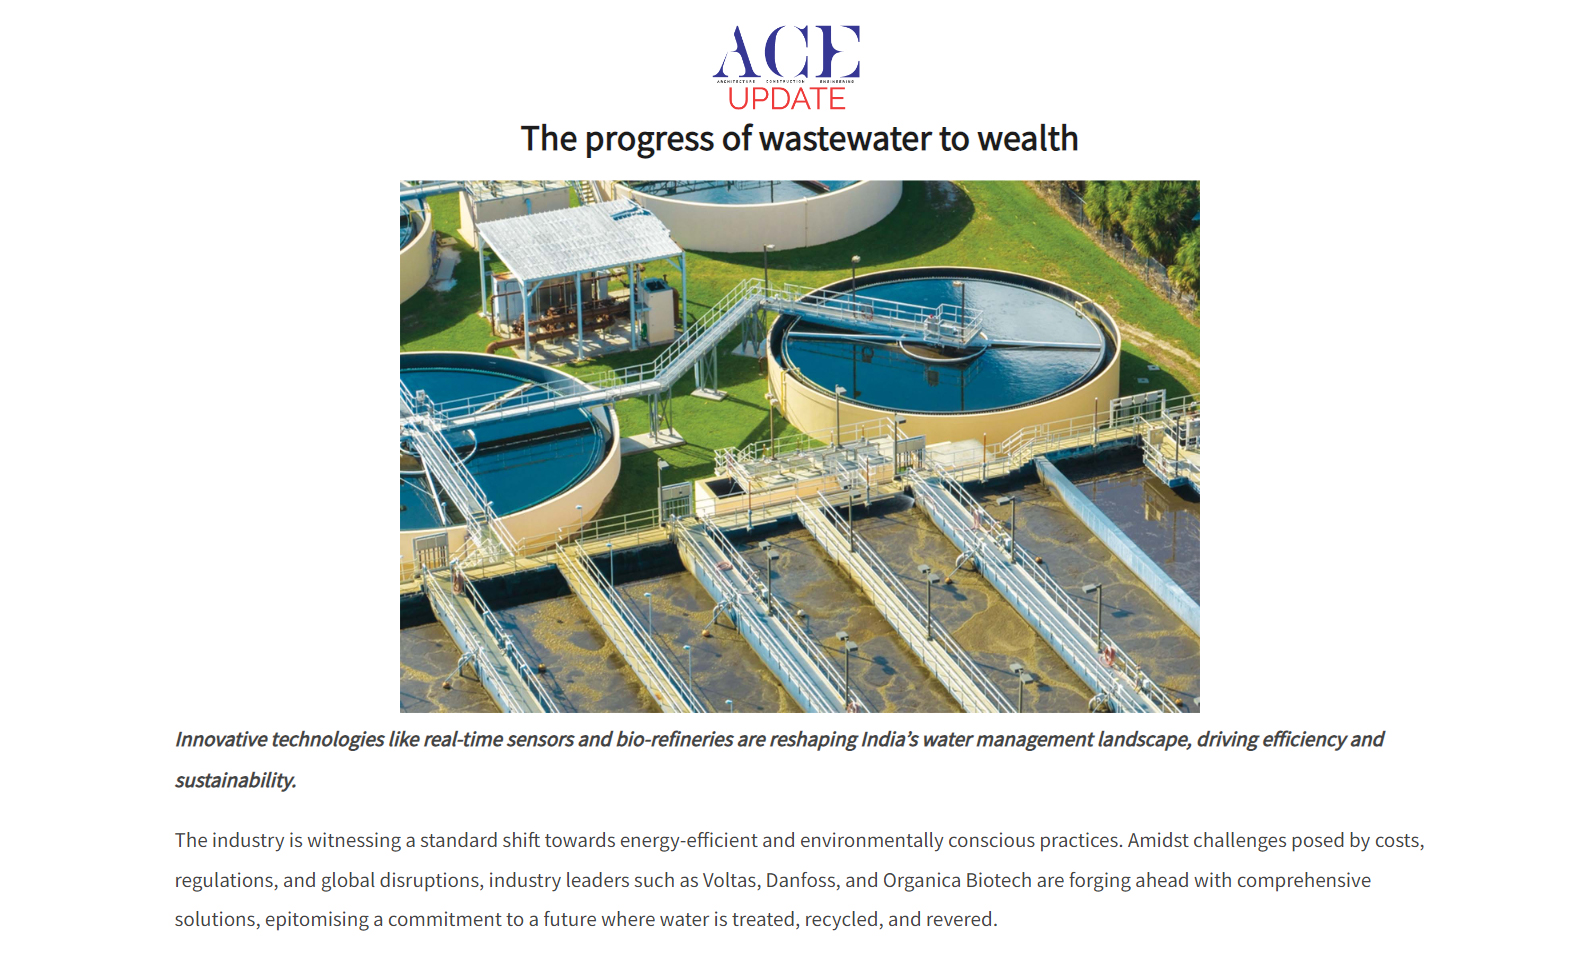 ACE
ARCHITECTURE CONSTRUCTION ENGINEERING
UPDATE
The progress of wastewater to wealth
Innovative technologies like real-time sensors and bio-refineries are reshaping India’s water management landscape, driving efficiency and
sustainability.
The industry is witnessing a standard shift towards energy-efficient and environmentally conscious practices. Amidst challenges posed by costs,
regulations, and global disruptions, industry leaders such as Voltas, Danfoss, and Organica Biotech are forging ahead with comprehensive
solutions, epitomising a commitment to a future where water is treated, recycled, and revered.